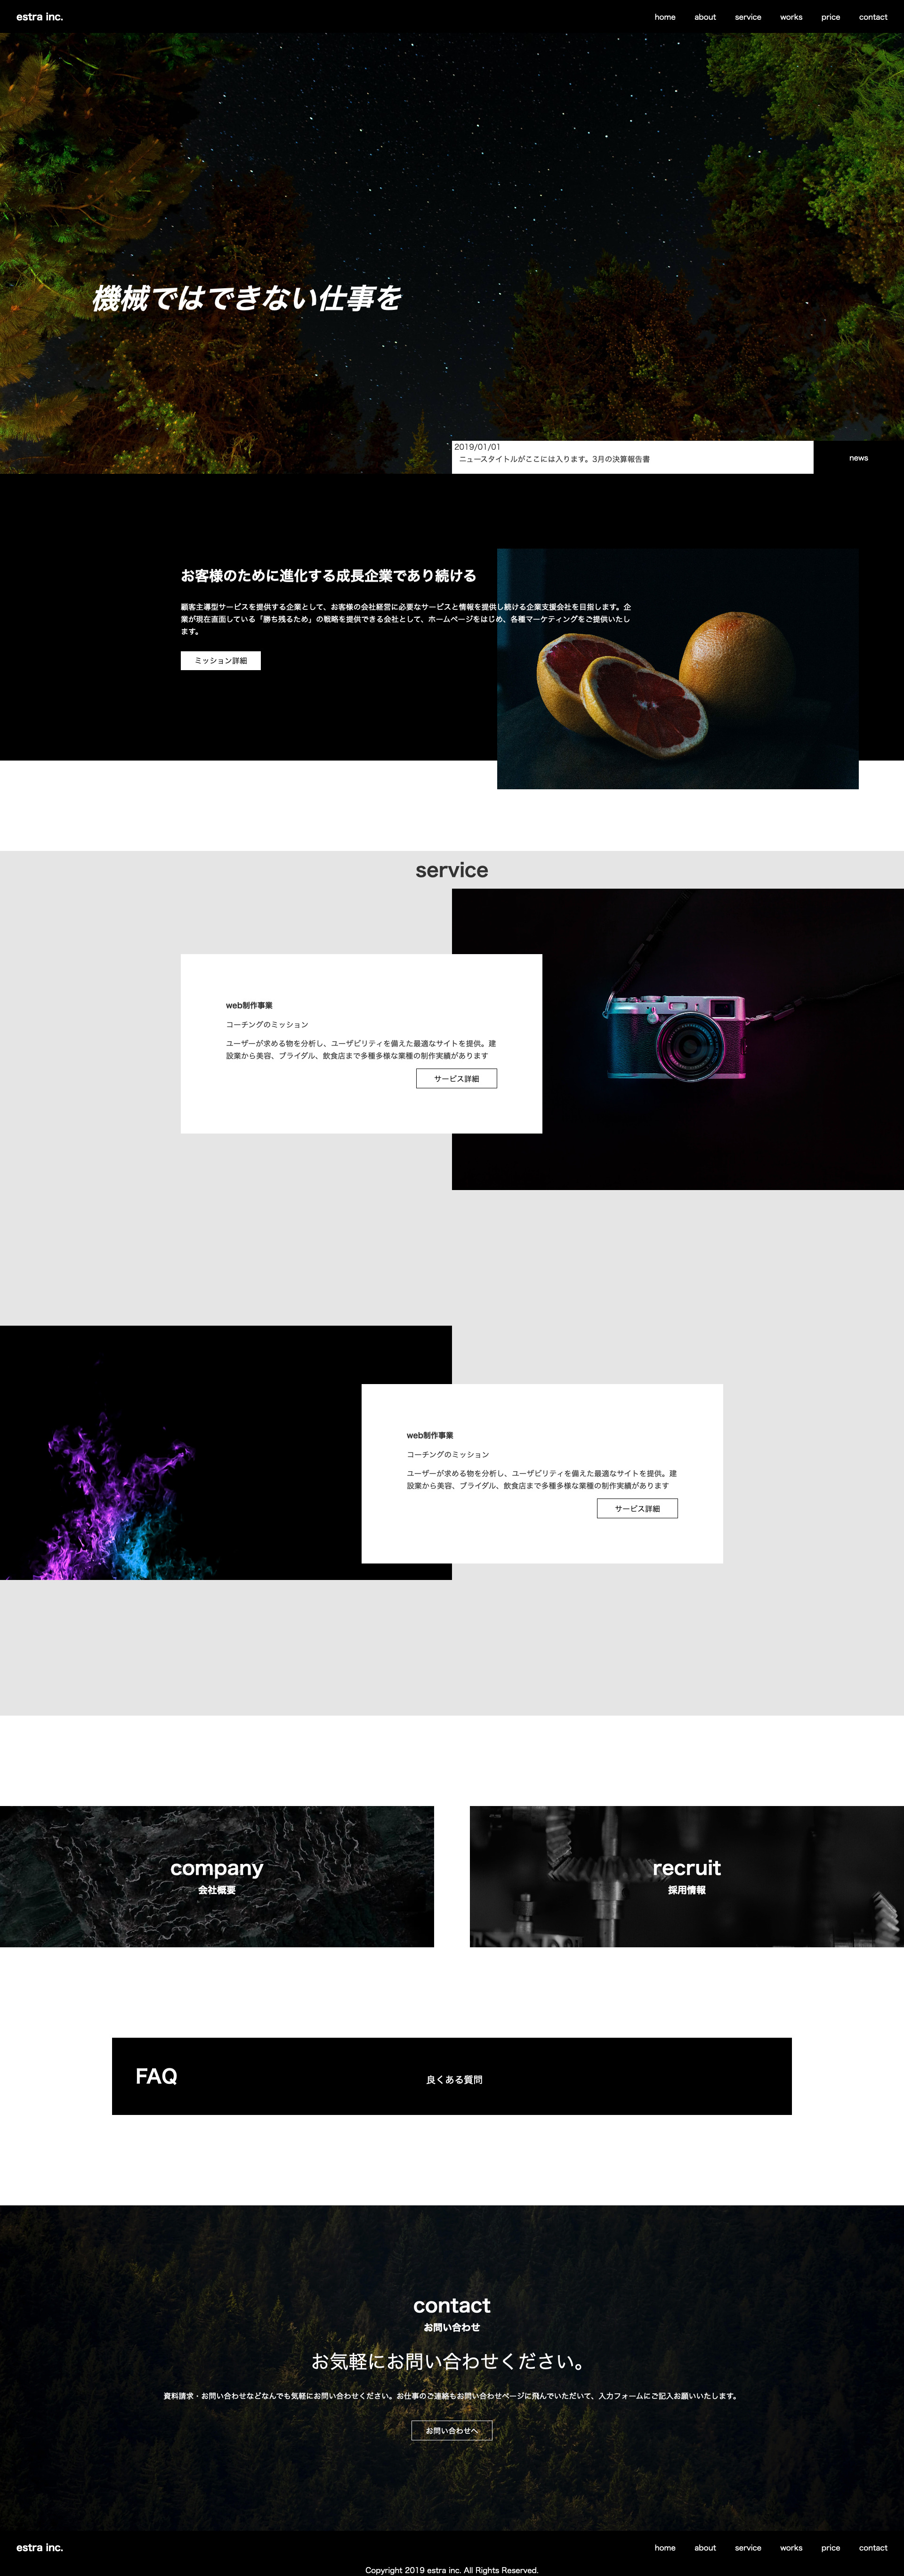 estra inc.
home about service works price contact
機械ではできない仕事を
2019/01/01
ニュースタイトルがここには入ります。3月の決算報告書
news
お客様のために進化する成長企業であり続ける
顧客主導型サービスを提供する企業として、お客様の会社経営に必要なサービスと情報を提供し続ける企業支援会社を目指します。企
業が現在直面している「勝ち残るため」の戦略を提供できる会社として、ホームページをはじめ、各種マーケティングをご提供いたし
ます。
ミッション詳細
service
web制作事業
コーチングのミッション
ユーザーが求める物を分析し、ユーザビリティを備えた最適なサイトを提供。建
設業から美容、ブライダル、飲食店まで多種多様な業種の制作実績があります
サービス詳細
web制作事業
コーチングのミッション
ユーザーが求める物を分析し、ユーザビリティを備えた最適なサイトを提供。建
設業から美容、ブライダル、飲食店まで多種多様な業種の制作実績があります
サービス詳細
company
会社概要
recruit
採用情報
FAQ
良くある質問
contact
お問い合わせ
お気軽にお問い合わせください。
資料請求・お問い合わせなどなんでも気軽にお問い合わせください。お仕事のご連絡もお問い合わせページに飛んでいただいて、入力フォームにご記入お願いいたします。
お問い合わせへ
estra inc.
home about service works price contact
Copyright 2019 estra inc. All Rights Reserved.